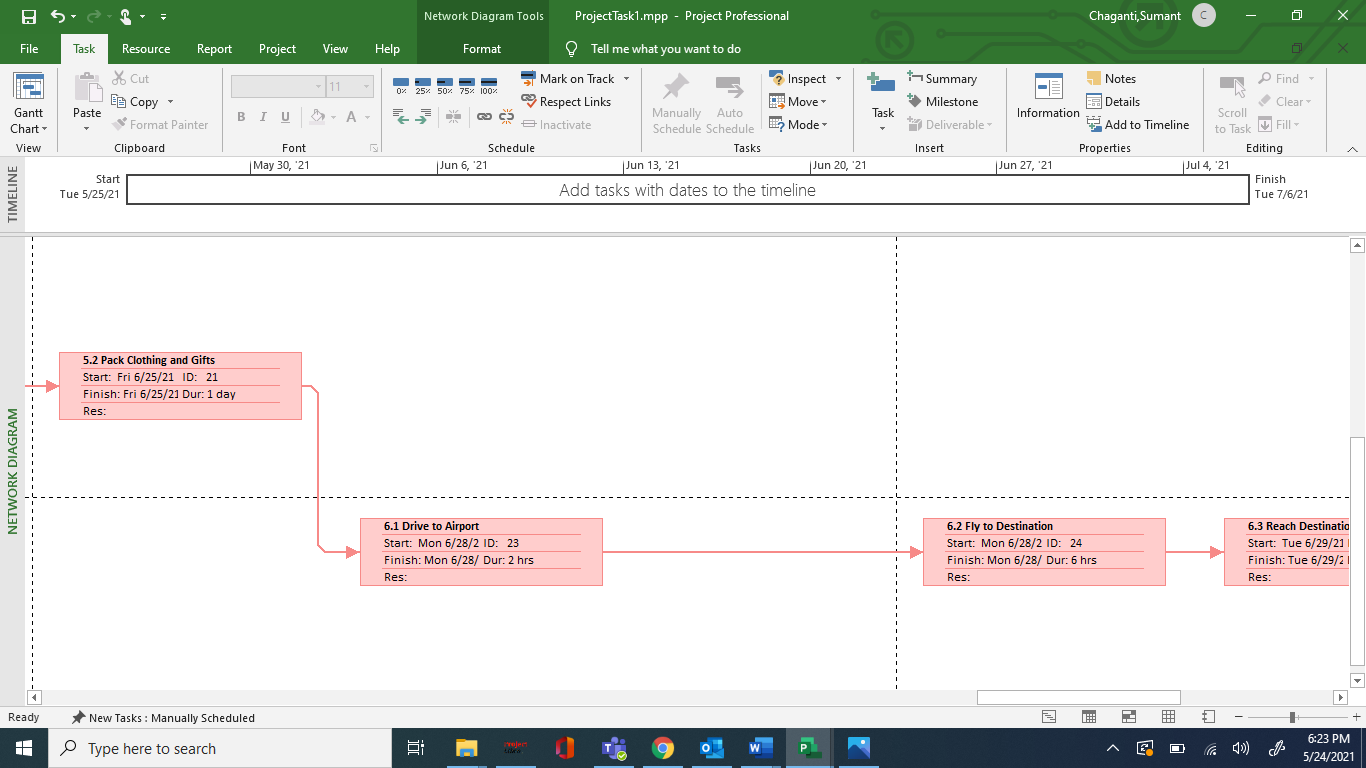 Network Diagram Tools
ProjectTask1.mpp - Project Professional
Chaganti,Sumant
C
File
Task
Resource
Report
Project
View
Help
Format
Tell me what you want to do
Gantt Chart
View
Paste
Cut
Copy
Format Painter
Clipboard
11
B I U A
Font
0% 25% 50% 75% 100%
Mark on Track
Respect Links
Inactivate
Schedule
Manually Schedule
Auto Schedule
Inspect
Move
Mode
Tasks
Task
Summary
Milestone
Deliverable
Insert
Information
Notes
Details
Add to Timeline
Properties
Scroll to Task
Find
Clear
Fill
Editing
TIMELINE
May 30, '21
Jun 6, '21
Jun 13, '21
Jun 20, '21
Jun 27, '21
Jul 4, '21
Start
Tue 5/25/21
Add tasks with dates to the timeline
Finish
Tue 7/6/21
NETWORK DIAGRAM
5.2 Pack Clothing and Gifts
Start: Fri 6/25/21 ID: 21
Finish: Fri 6/25/21 Dur: 1 day
Res:
6.1 Drive to Airport
Start: Mon 6/28/2 ID: 23
Finish: Mon 6/28/ Dur: 2 hrs
Res:
6.2 Fly to Destination
Start: Mon 6/28/2 ID: 24
Finish: Mon 6/28/ Dur: 6 hrs
Res:
6.3 Reach Destinatio
Start: Tue 6/29/21
Finish: Tue 6/29/2
Res:
Ready
New Tasks : Manually Scheduled
Type here to search
6:23 PM
5/24/2021